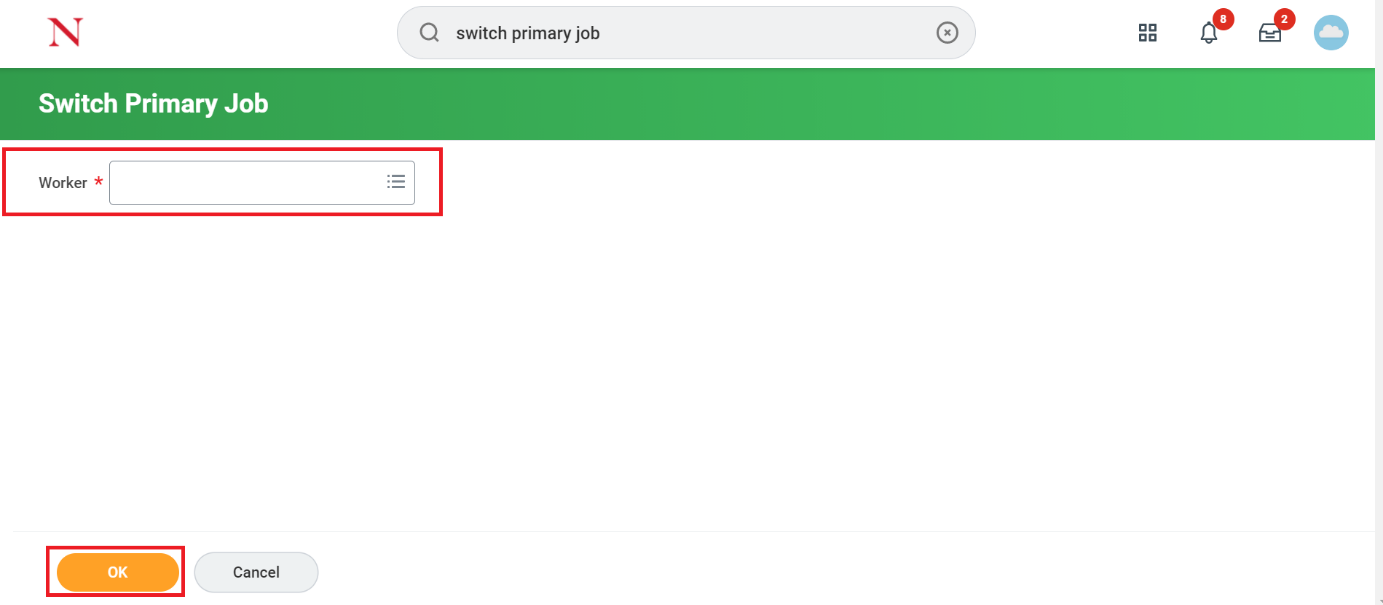 N
switch primary job
8
2
Switch Primary Job
Worker *
OK
Cancel